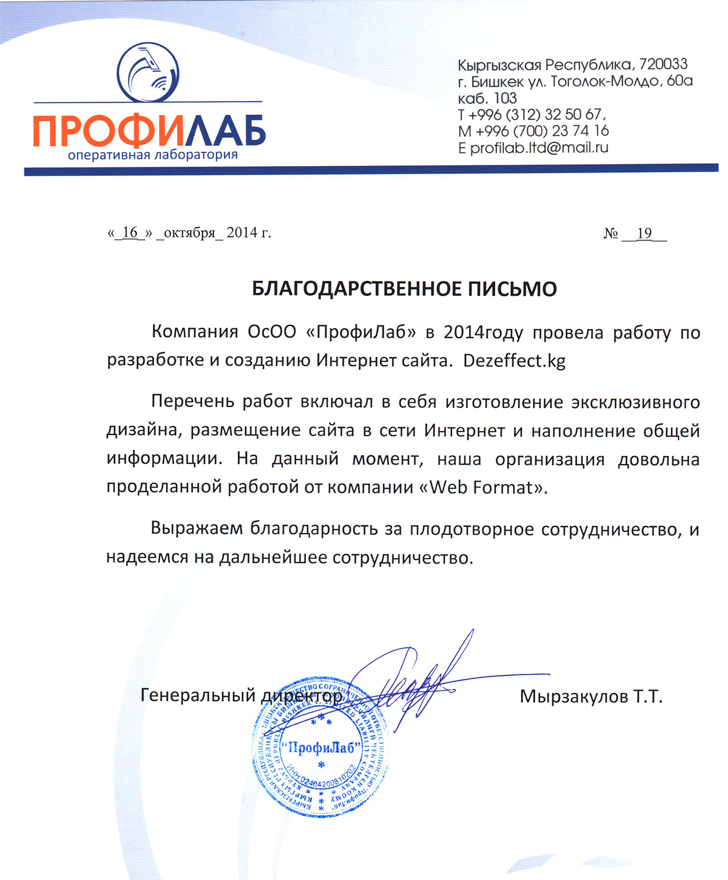 ПРОФИЛАБ
оперативная лаборатория
Кыргызская Республика, 720033
г. Бишкек ул. Тоголок-Молдо, 60а
каб. 103
Т +996 (312) 32 50 67,
М +996 (700) 23 74 16
E profilab.ltd@mail.ru
«_16_» _октября_ 2014 г.
№ __19__
БЛАГОДАРСТВЕННОЕ ПИСЬМО
Компания ОсОО «ПрофиЛаб» в 2014году провела работу по
разработке и созданию Интернет сайта. Dezeffect.kg
Перечень работ включал в себя изготовление эксклюзивного
дизайна, размещение сайта в сети Интернет и наполнение общей
информации. На данный момент, наша организация довольна
проделанной работой от компании «Web Format».
Выражаем благодарность за плодотворное сотрудничество, и
надеемся на дальнейшее сотрудничество.
Генеральный директор
Мырзакулов Т.Т.
"ПрофиЛаб"